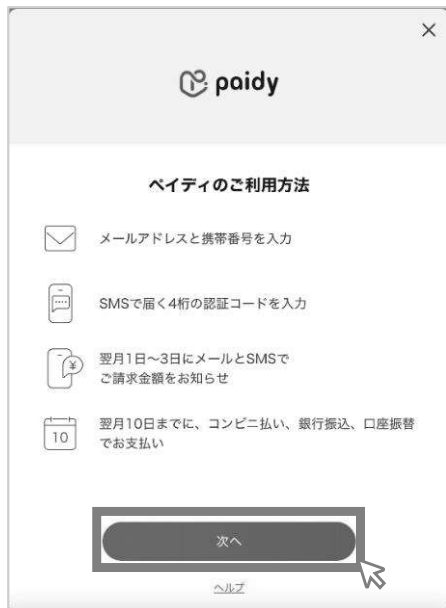 paidy
ペイディのご利用方法
メールアドレスと携帯番号を入力
SMSで届く4桁の認証コードを入力
¥
翌月1日〜3日にメールとSMSで
ご請求金額をお知らせ
10
翌月10日までに、コンビニ払い、銀行振込、口座振替
でお支払い
次へ
ヘルプ